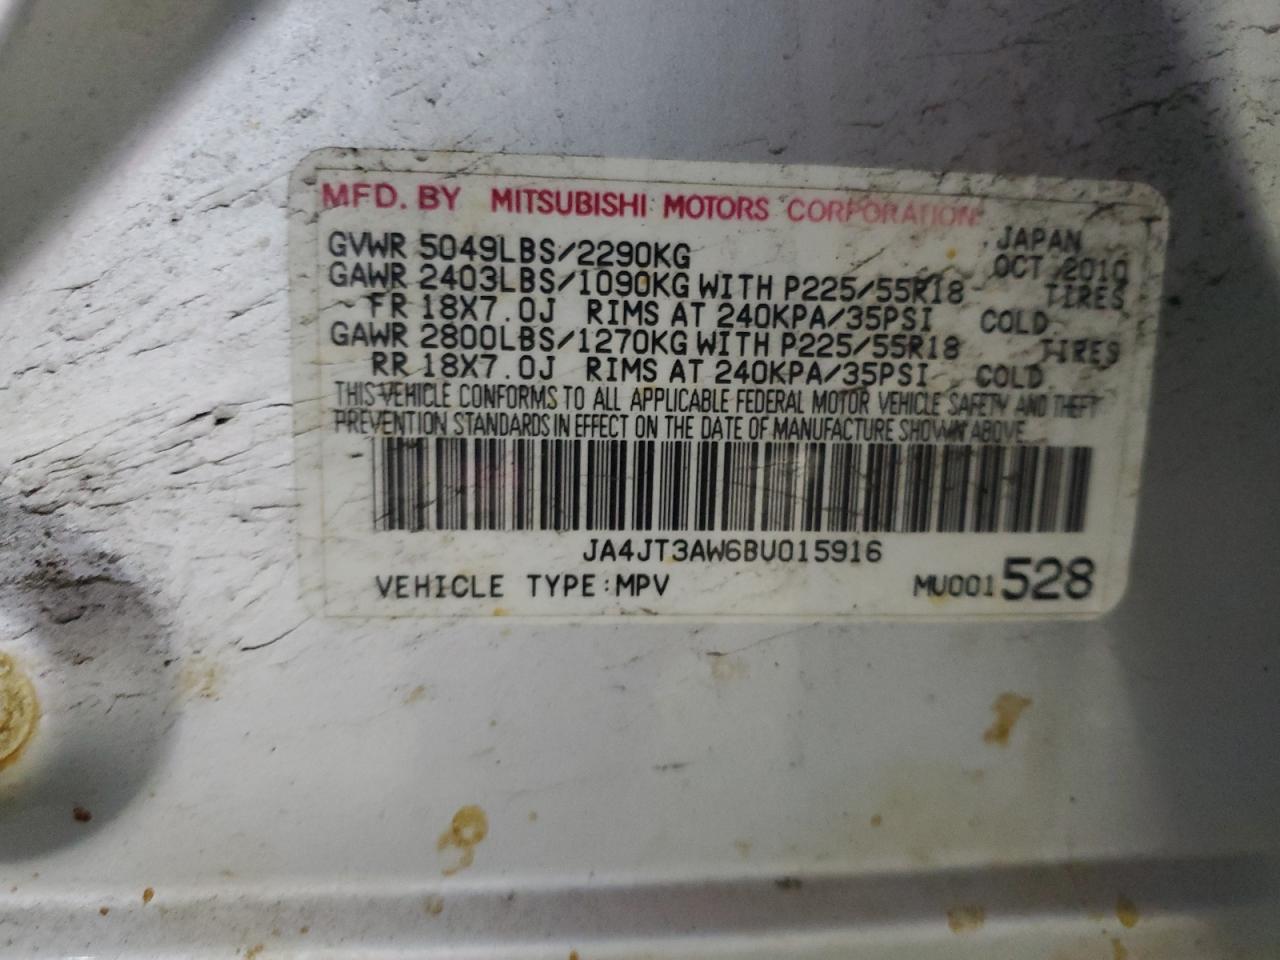 MFD. BY MITSUBISHI MOTORS CORPORATION
JAPAN
GVWR 5049LBS/2290KG OCT 2010
GAWR 2403LBS/1090KG WITH P225/55R18 TIRES
FR 18X7.0J RIMS AT 240KPA/35PSI COLD
GAWR 2800LBS/1270KG WITH P225/55R18 TIRES
RR 18X7.0J RIMS AT 240KPA/35PSI COLD
THIS VEHICLE CONFORMS TO ALL APPLICABLE FEDERAL MOTOR VEHICLE SAFETY AND THEFT
PREVENTION STANDARDS IN EFFECT ON THE DATE OF MANUFACTURE SHOWN ABOVE.
JA4JT3AW6BU015916
VEHICLE TYPE:MPV MU001528